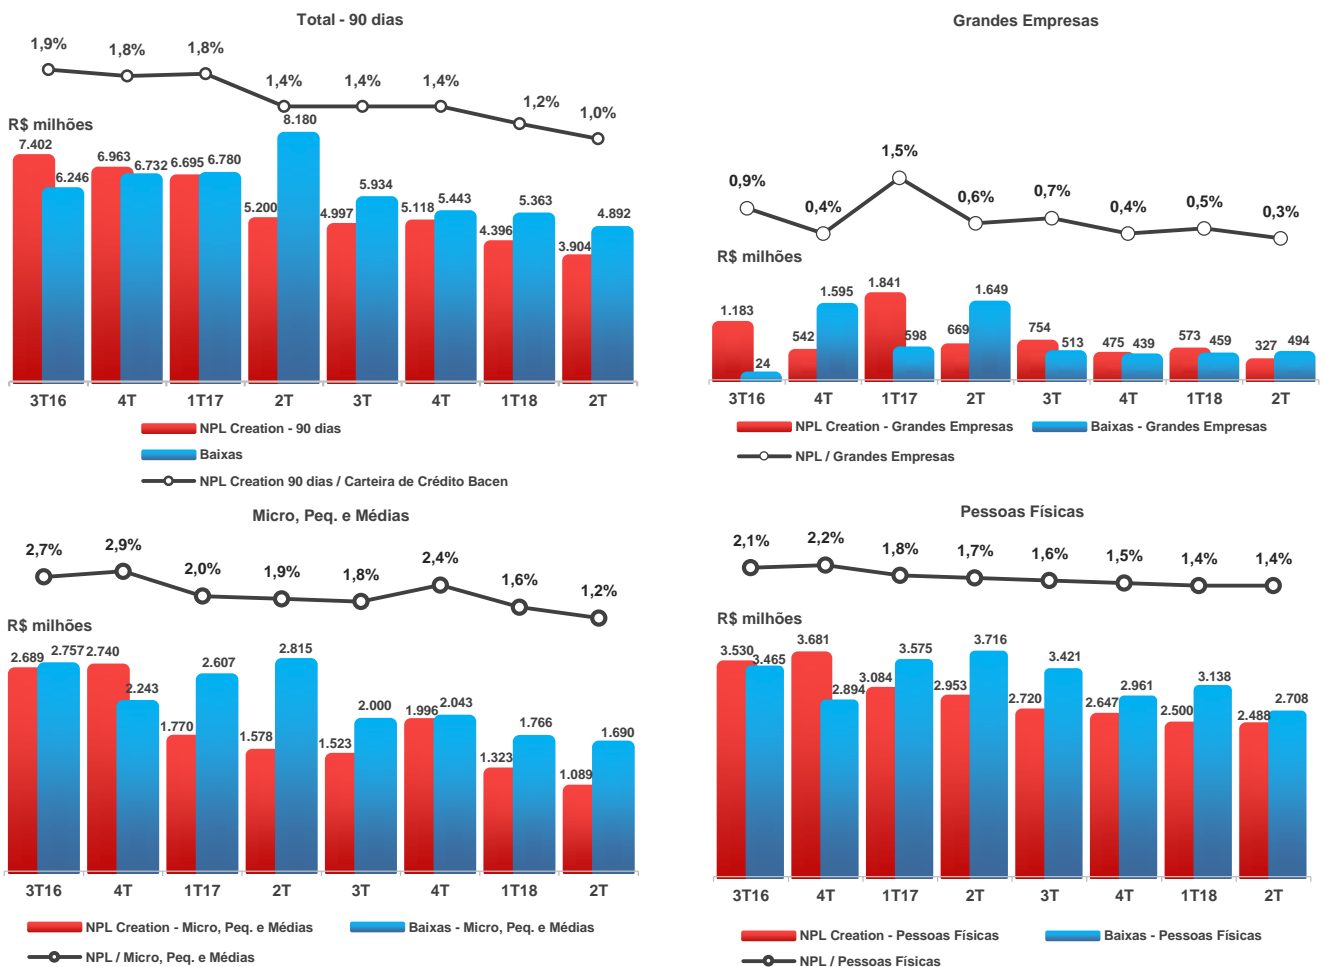 Total - 90 dias
1,9% 1,8% 1,8% 1,4% 1,4% 1,4% 1,2% 1,0%
R$ milhões
7.402 6.246 6.963 6.732 6.695 6.780 5.200 8.180 4.997 5.934 5.118 5.443 4.396 5.363 3.904 4.892
3T16 4T 1T17 2T 3T 4T 1T18 2T
NPL Creation - 90 dias
Baixas
NPL Creation 90 dias / Carteira de Crédito Bacen
Grandes Empresas
0,9% 0,4% 1,5% 0,6% 0,7% 0,4% 0,5% 0,3%
R$ milhões
1.183 24 542 1.595 1.841 598 669 1.649 754 513 475 439 573 459 327 494
3T16 4T 1T17 2T 3T 4T 1T18 2T
NPL Creation - Grandes Empresas Baixas - Grandes Empresas
NPL / Grandes Empresas
Micro, Peq. e Médias
2,7% 2,9% 2,0% 1,9% 1,8% 2,4% 1,6% 1,2%
R$ milhões
2.689 2.757 2.740 2.243 1.770 2.607 1.578 2.815 1.523 2.000 1.996 2.043 1.323 1.766 1.089 1.690
3T16 4T 1T17 2T 3T 4T 1T18 2T
NPL Creation - Micro, Peq. e Médias Baixas - Micro, Peq. e Médias
NPL / Micro, Peq. e Médias
Pessoas Físicas
2,1% 2,2% 1,8% 1,7% 1,6% 1,5% 1,4% 1,4%
R$ milhões
3.530 3.465 3.681 2.894 3.084 3.575 2.953 3.716 2.720 3.421 2.647 2.961 2.500 3.138 2.488 2.708
3T16 4T 1T17 2T 3T 4T 1T18 2T
NPL Creation - Pessoas Físicas Baixas - Pessoas Físicas
NPL / Pessoas Físicas